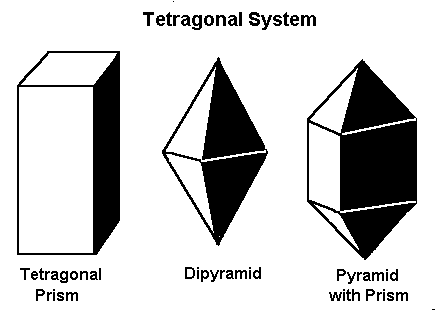 Tetragonal System
Tetragonal
Prism
Dipyramid
Pyramid
with Prism